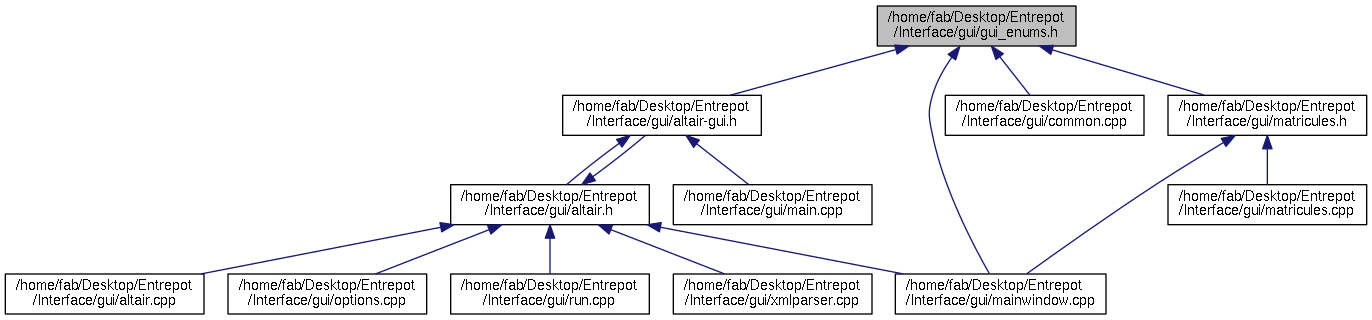 /home/fab/Desktop/Entrepot
/Interface/gui/gui_enums.h
/home/fab/Desktop/Entrepot
/Interface/gui/altair-gui.h
/home/fab/Desktop/Entrepot
/Interface/gui/common.cpp
/home/fab/Desktop/Entrepot
/Interface/gui/matricules.h
/home/fab/Desktop/Entrepot
/Interface/gui/altair.h
/home/fab/Desktop/Entrepot
/Interface/gui/main.cpp
/home/fab/Desktop/Entrepot
/Interface/gui/matricules.cpp
/home/fab/Desktop/Entrepot
/Interface/gui/altair.cpp
/home/fab/Desktop/Entrepot
/Interface/gui/options.cpp
/home/fab/Desktop/Entrepot
/Interface/gui/run.cpp
/home/fab/Desktop/Entrepot
/Interface/gui/xmlparser.cpp
/home/fab/Desktop/Entrepot
/Interface/gui/mainwindow.cpp